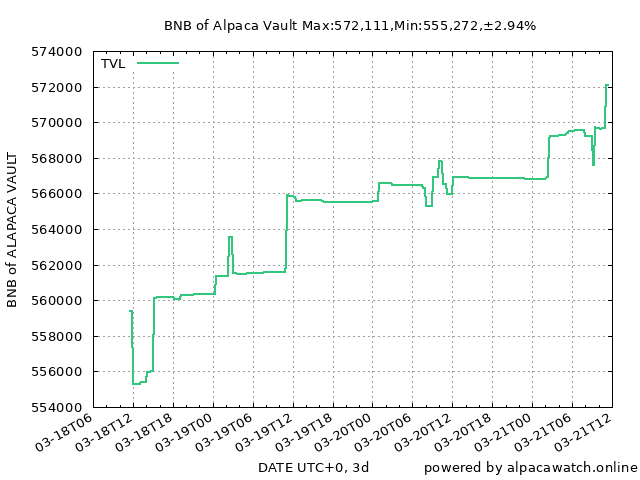 BNB of Alpaca Vault Max:572,111,Min:555,272,±2.94%
TVL
574000
572000
570000
568000
566000
564000
562000
560000
558000
556000
554000
BNB of ALAPACA VAULT
03-18T06
03-18T12
03-18T18
03-19T00
03-19T06
03-19T12
03-19T18
03-20T00
03-20T06
03-20T12
03-20T18
03-21T00
03-21T06
03-21T12
DATE UTC+0, 3d
powered by alpacawatch.online